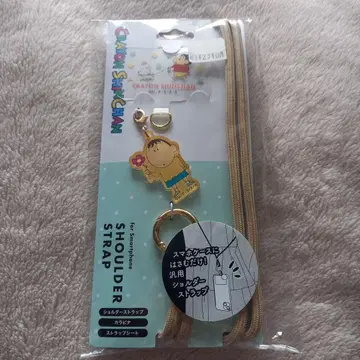 CRAYON SHINCHAN
CRAYON SHINCHAN
for Smartphone
SHOULDER
STRAP
ショルダーストラップ
カラビナ
ストラップシート
スマホケースに
はさむだけ!
汎用
ショルダー
ストラップ